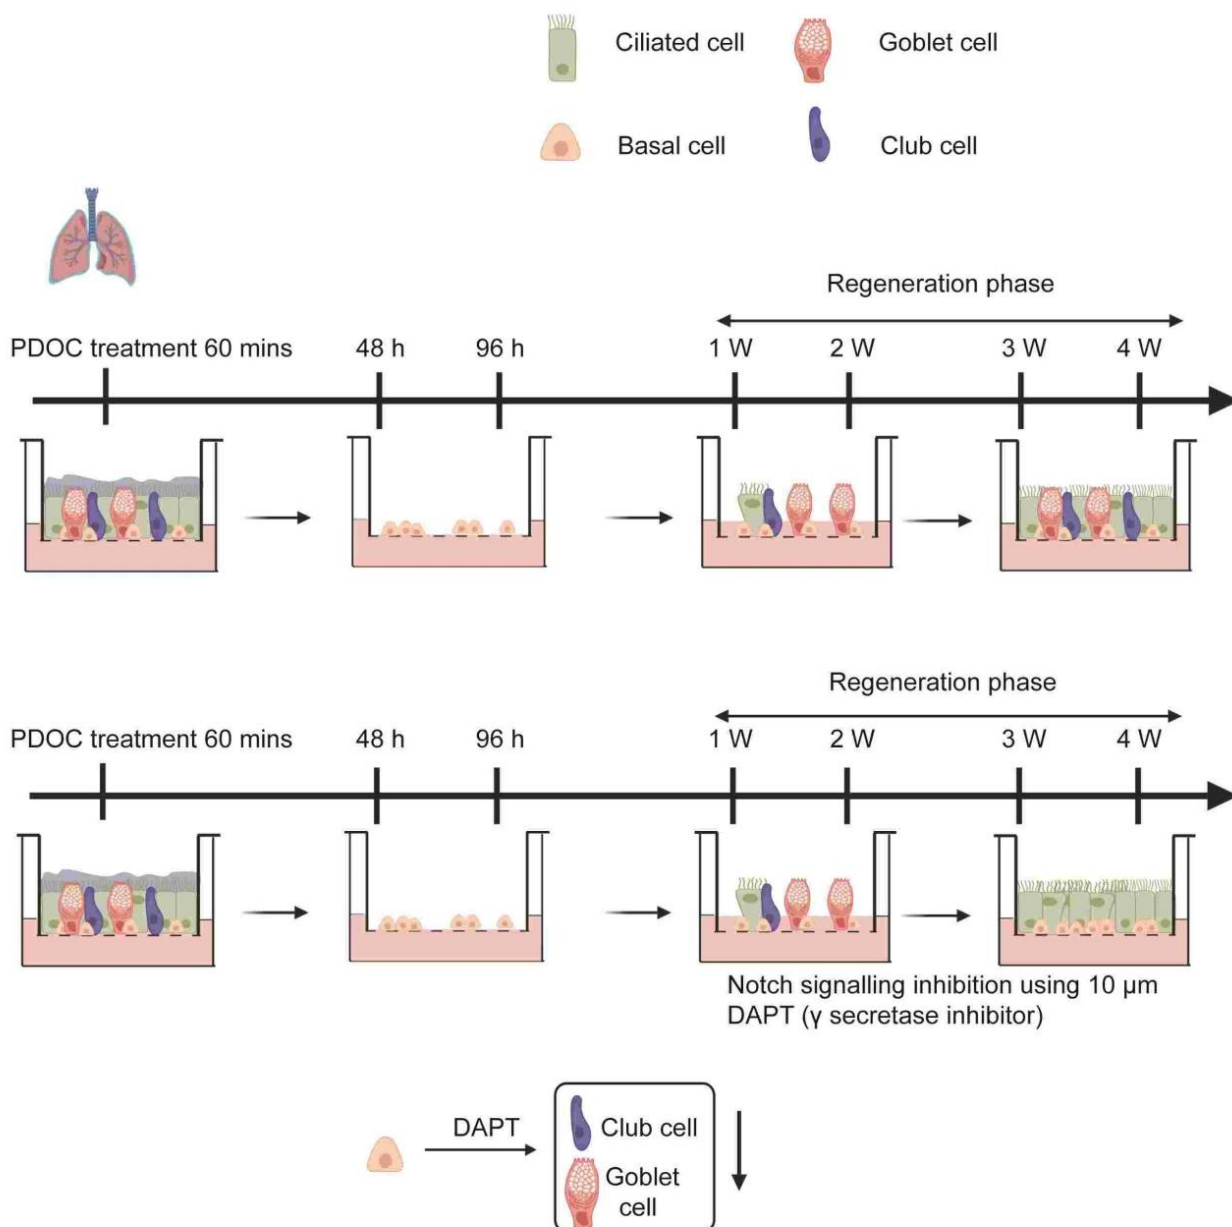 Ciliated cell
Goblet cell
Basal cell
Club cell
Regeneration phase
PDOC treatment 60 mins
48 h
96 h
1 W
2 W
3 W
4 W
Regeneration phase
PDOC treatment 60 mins
48 h
96 h
1 W
2 W
3 W
4 W
Notch signalling inhibition using 10 µm
DAPT (γ secretase inhibitor)
DAPT
Club cell
Goblet
cell